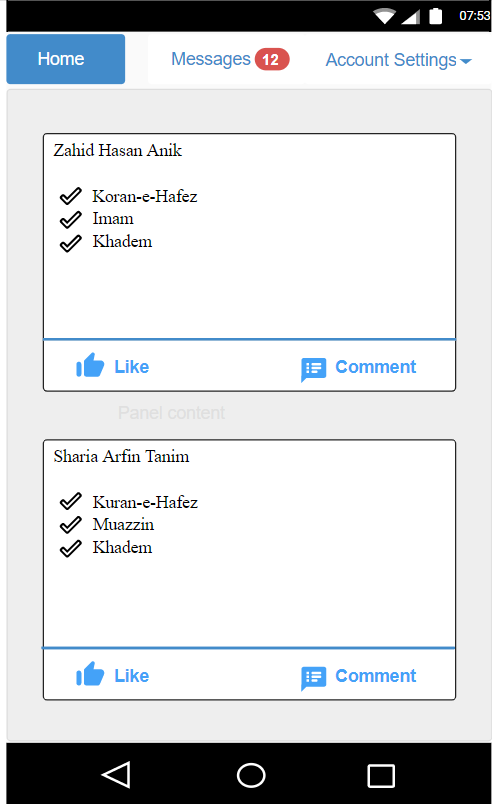 07:53
Home Messages 12 Account Settings
Zahid Hasan Anik
Koran-e-Hafez
Imam
Khadem
Like Comment
Panel content
Sharia Arfin Tanim
Kuran-e-Hafez
Muazzin
Khadem
Like Comment